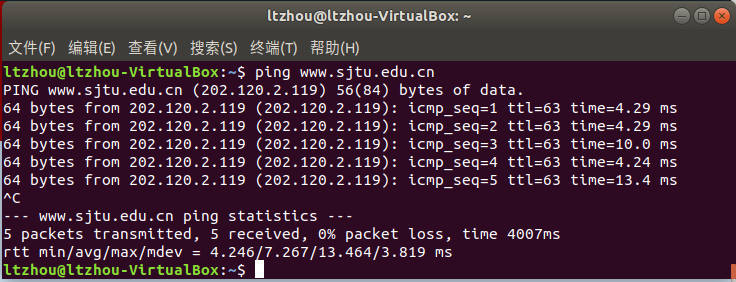 ltzhou@ltzhou-VirtualBox: ~
文件(F) 编辑(E) 查看(V) 搜索(S) 终端(T) 帮助(H)
ltzhou@ltzhou-VirtualBox:~$ ping www.sjtu.edu.cn
PING www.sjtu.edu.cn (202.120.2.119) 56(84) bytes of data.
64 bytes from 202.120.2.119 (202.120.2.119): icmp_seq=1 ttl=63 time=4.29 ms
64 bytes from 202.120.2.119 (202.120.2.119): icmp_seq=2 ttl=63 time=4.29 ms
64 bytes from 202.120.2.119 (202.120.2.119): icmp_seq=3 ttl=63 time=10.0 ms
64 bytes from 202.120.2.119 (202.120.2.119): icmp_seq=4 ttl=63 time=4.24 ms
64 bytes from 202.120.2.119 (202.120.2.119): icmp_seq=5 ttl=63 time=13.4 ms
^C
--- www.sjtu.edu.cn ping statistics ---
5 packets transmitted, 5 received, 0% packet loss, time 4007ms
rtt min/avg/max/mdev = 4.246/7.267/13.464/3.819 ms
ltzhou@ltzhou-VirtualBox:~$